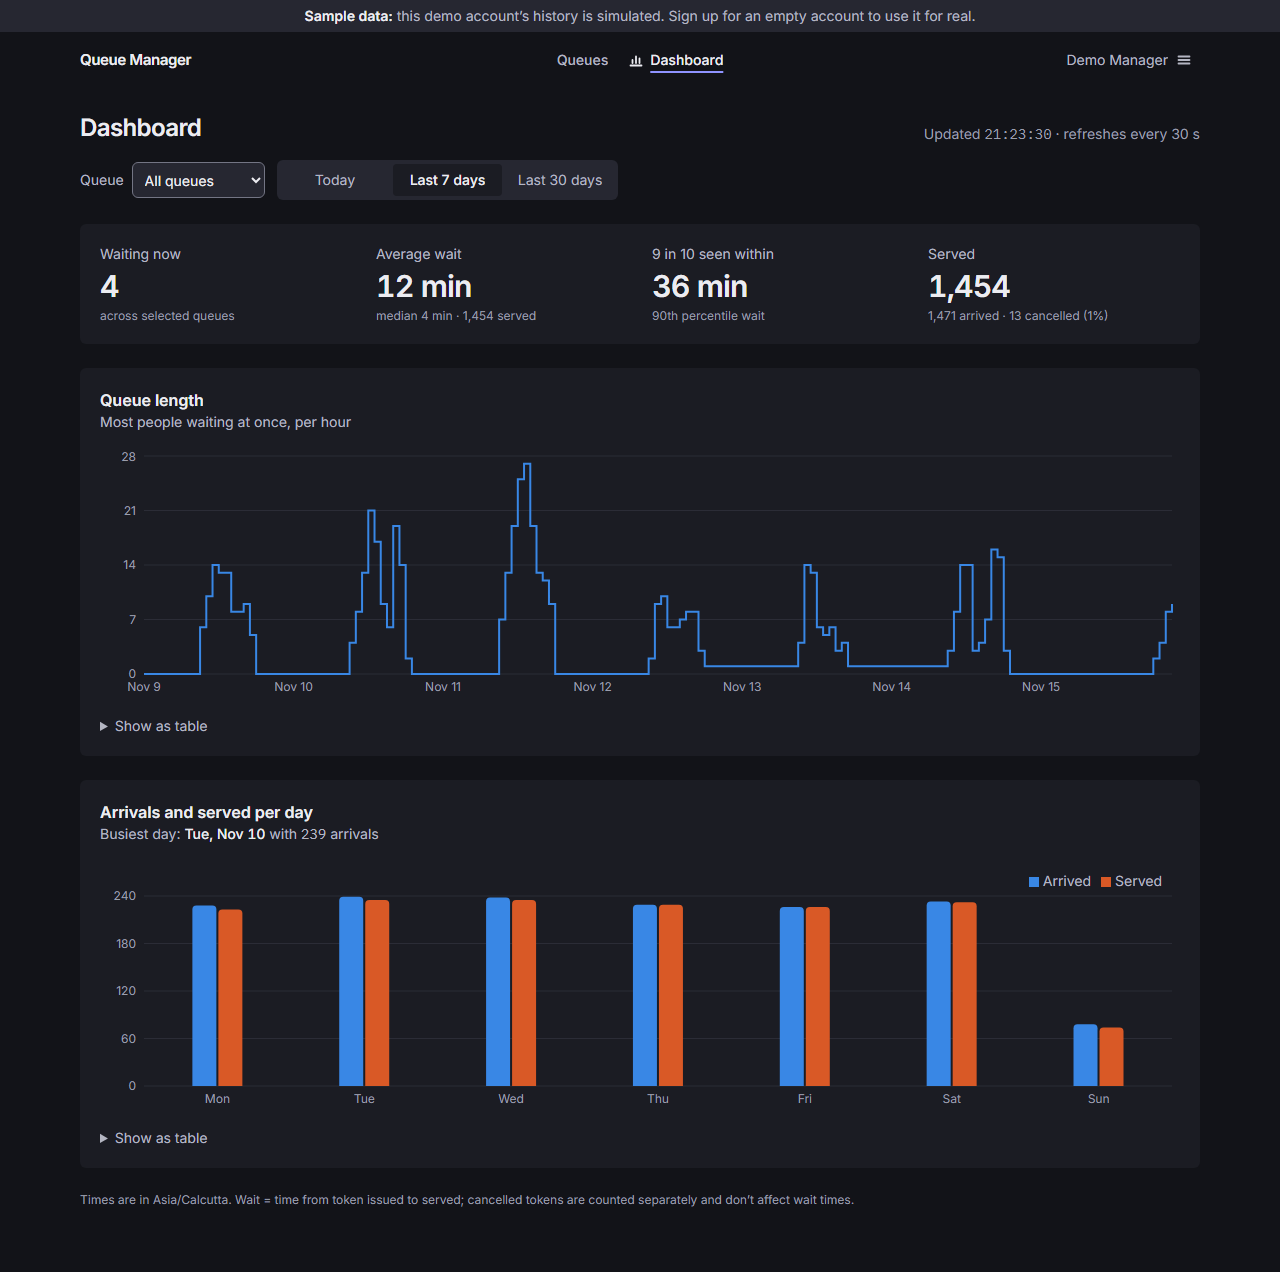 Sample data: this demo account's history is simulated. Sign up for an empty account to use it for real.
Queue Manager
Queues
Dashboard
Demo Manager
Dashboard
Updated 21:23:30 · refreshes every 30 s
Queue
All queues
Today
Last 7 days
Last 30 days
Waiting now
4
across selected queues
Average wait
12 min
median 4 min · 1,454 served
9 in 10 seen within
36 min
90th percentile wait
Served
1,454
1,471 arrived · 13 cancelled (1%)
Queue length
Most people waiting at once, per hour
28
21
14
7
0
Nov 9
Nov 10
Nov 11
Nov 12
Nov 13
Nov 14
Nov 15
Show as table
Arrivals and served per day
Busiest day: Tue, Nov 10 with 239 arrivals
Arrived
Served
240
180
120
60
0
Mon
Tue
Wed
Thu
Fri
Sat
Sun
Show as table
Times are in Asia/Calcutta. Wait = time from token issued to served; cancelled tokens are counted separately and don't affect wait times.